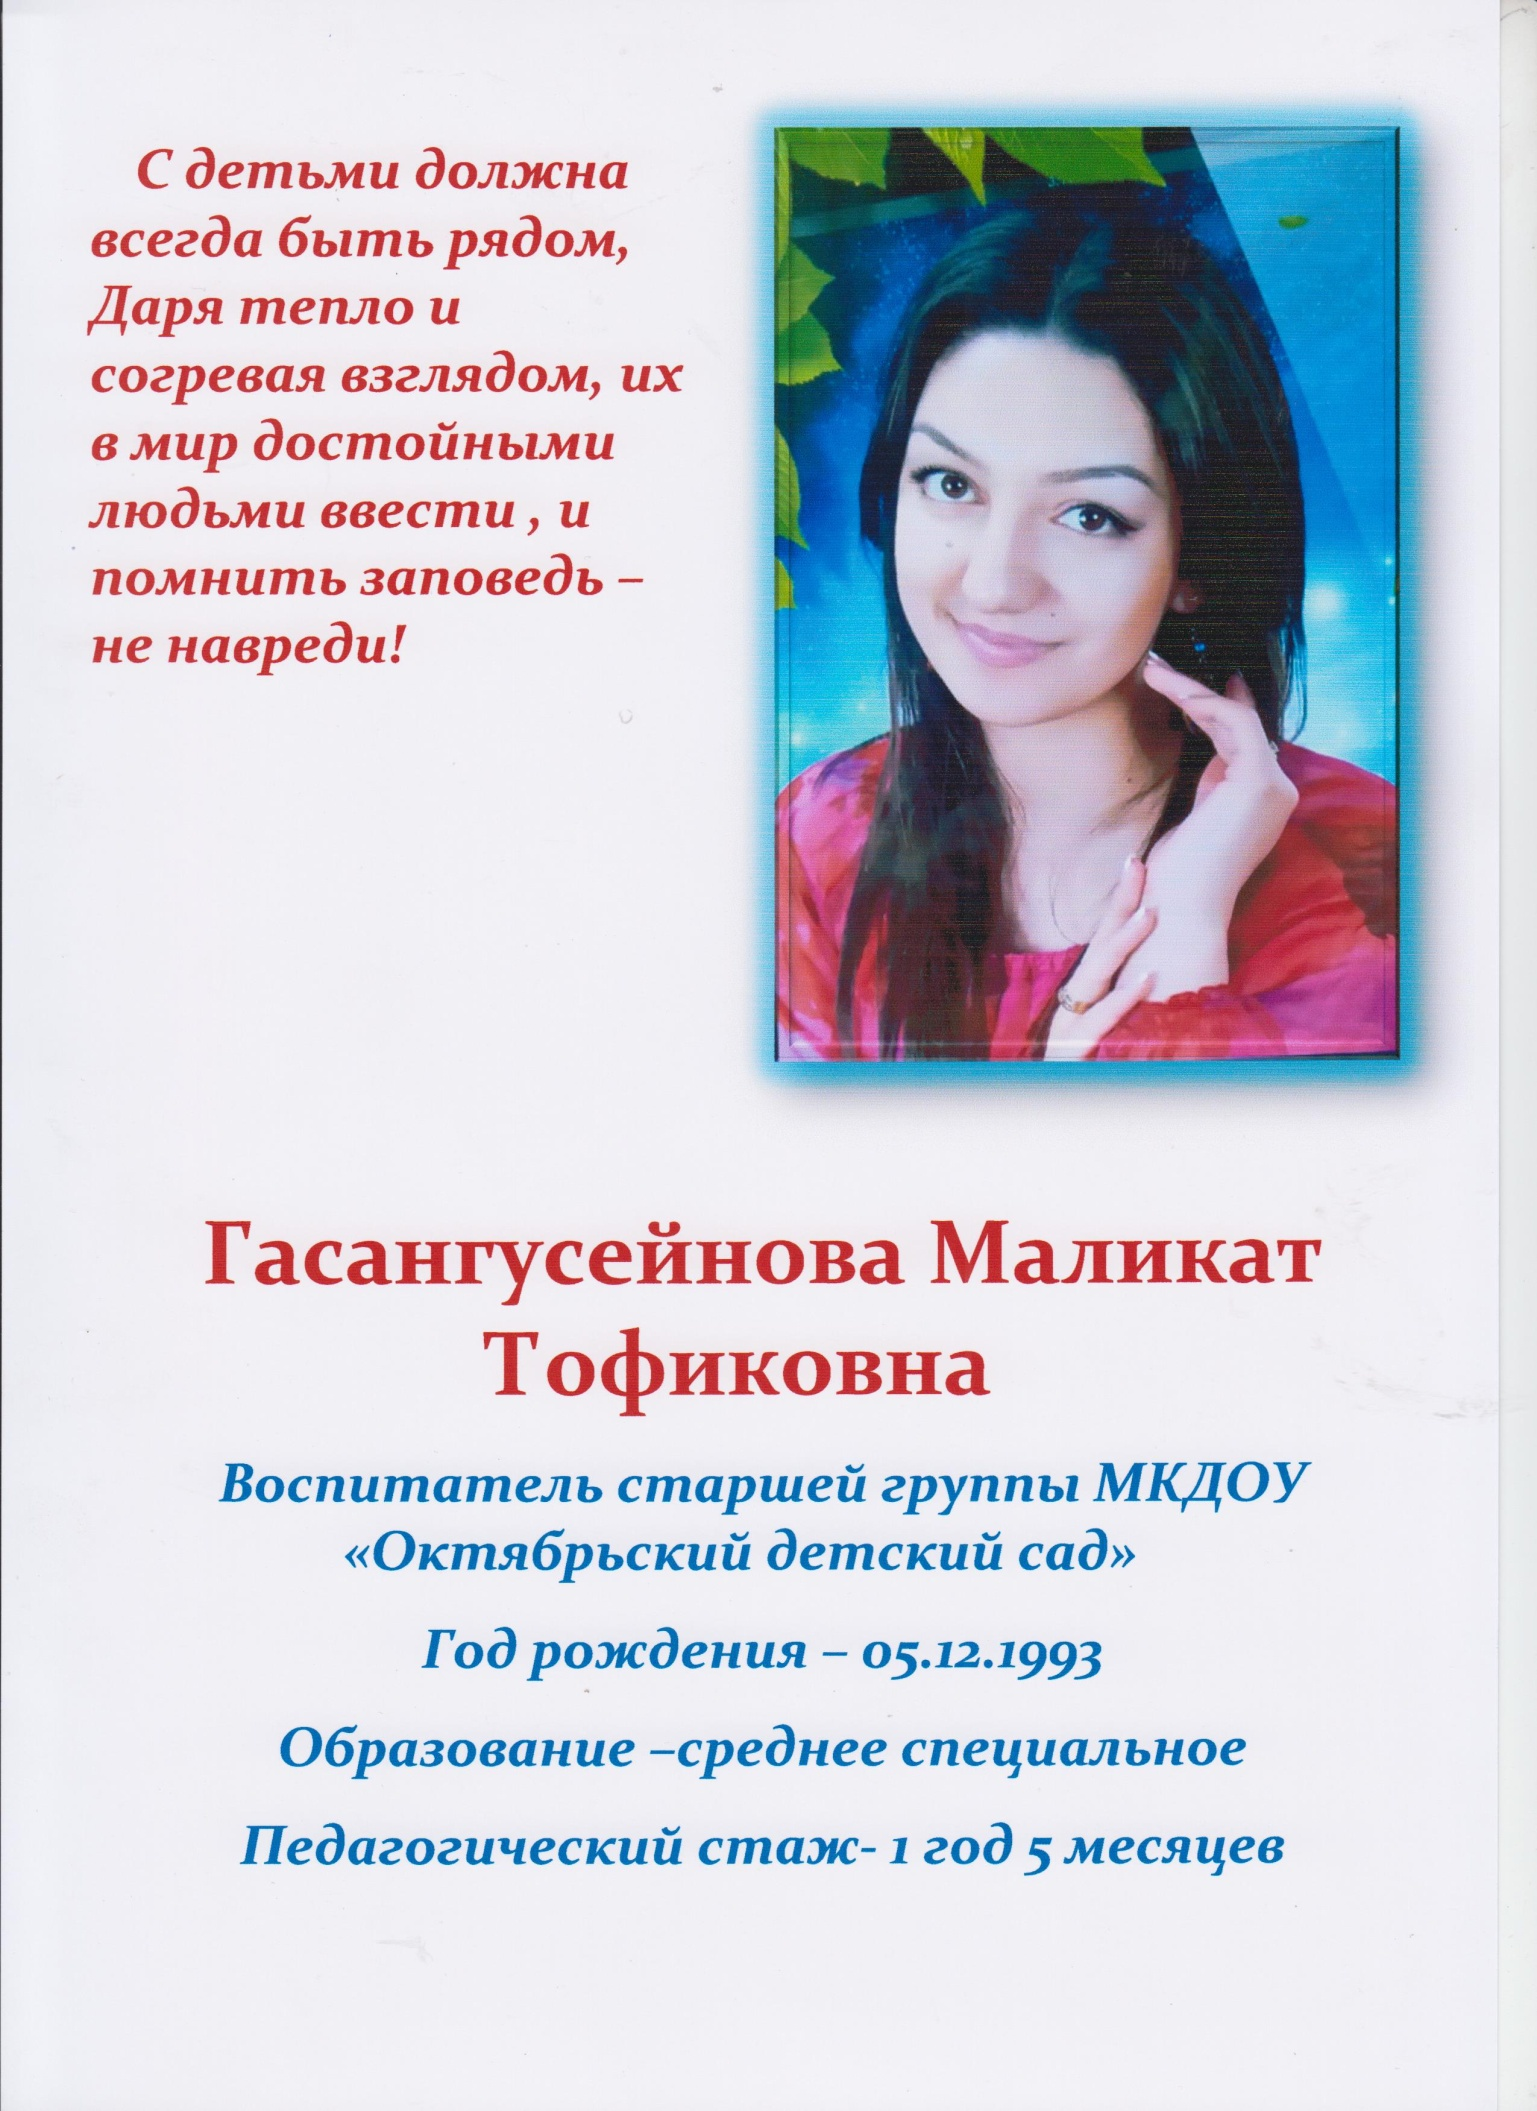 С детьми должна
всегда быть рядом,
Даря тепло и
согревая взглядом, их
в мир достойными
людьми ввести , и
помнить заповедь –
не навреди!
Гасангусейнова Маликат
Тофиковна
Воспитатель старшей группы МКДОУ
«Октябрьский детский сад»
Год рождения – 05.12.1993
Образование –среднее специальное
Педагогический стаж- 1 год 5 месяцев